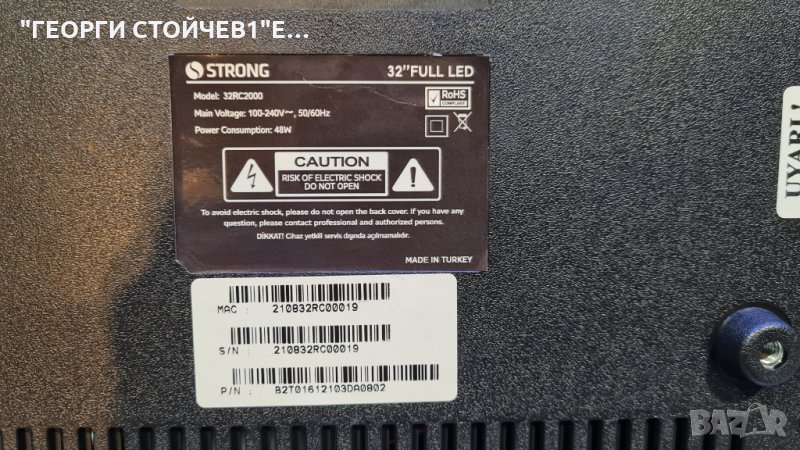 "ГЕОРГИ СТОЙЧЕВ1"Е...
STRONG
32''FULL LED
Model: 32RC2000
Main Voltage: 100-240V~, 50/60Hz
Power Consumption: 48W
RoHS
COMPLIANT
CAUTION
RISK OF ELECTRIC SHOCK
DO NOT OPEN
To avoid electric shock, please do not open the back cover. if you have any
question, please contact professional and authorized persons.
DİKKAT! Cihaz yetkili servis dışında açılmamalıdır.
MADE IN TURKEY
UYARI!
MAC : 210832RC00019
S/N : 210832RC00019
P/N : B2T01612103DA0802
BAZAR
bazar.bg